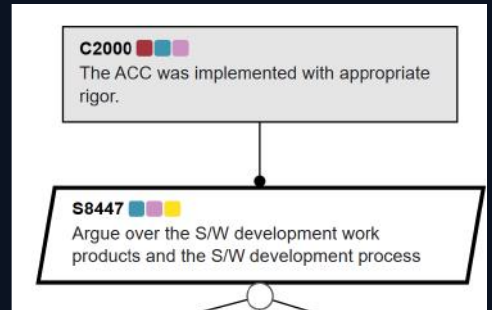 C2000
The ACC was implemented with appropriate
rigor.
S8447
Argue over the S/W development work
products and the S/W development process